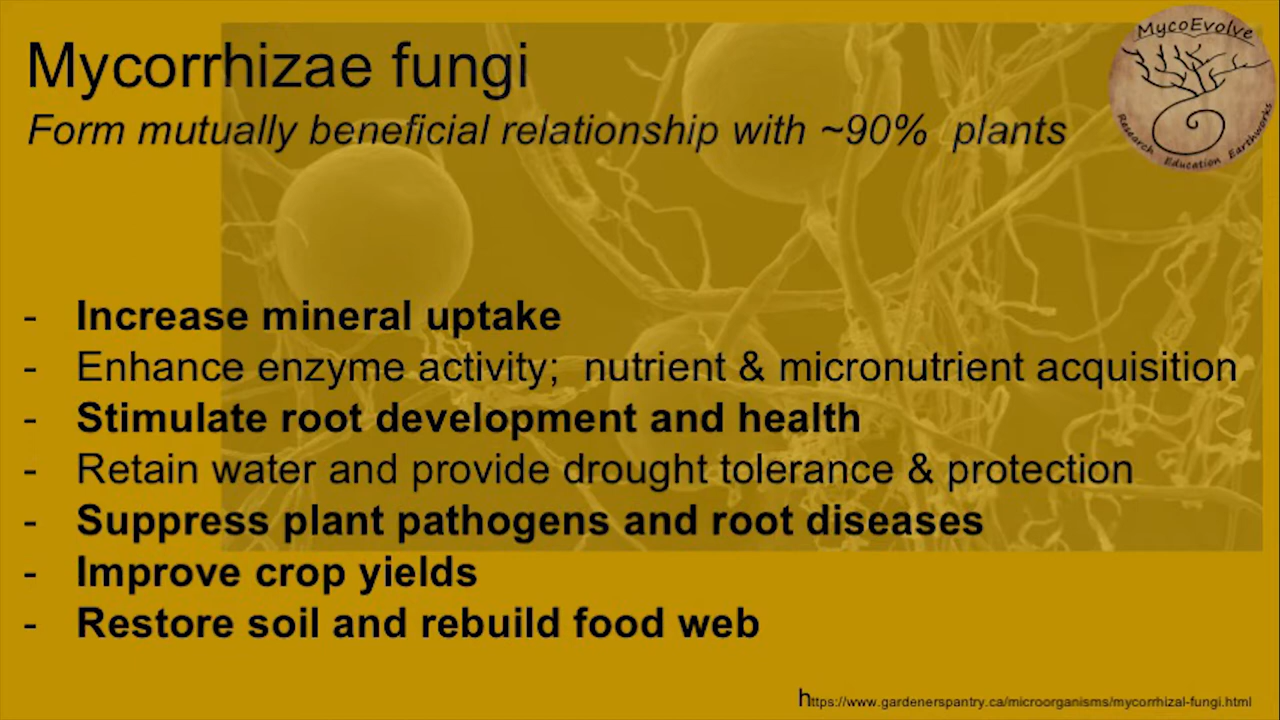 Mycorrhizae fungi
Form mutually beneficial relationship with ~90% plants
MycoEvolve
Research Education Earthworks
- Increase mineral uptake
- Enhance enzyme activity; nutrient & micronutrient acquisition
- Stimulate root development and health
- Retain water and provide drought tolerance & protection
- Suppress plant pathogens and root diseases
- Improve crop yields
- Restore soil and rebuild food web
https://www.gardenerspantry.ca/microorganisms/mycorrhizal-fungi.html